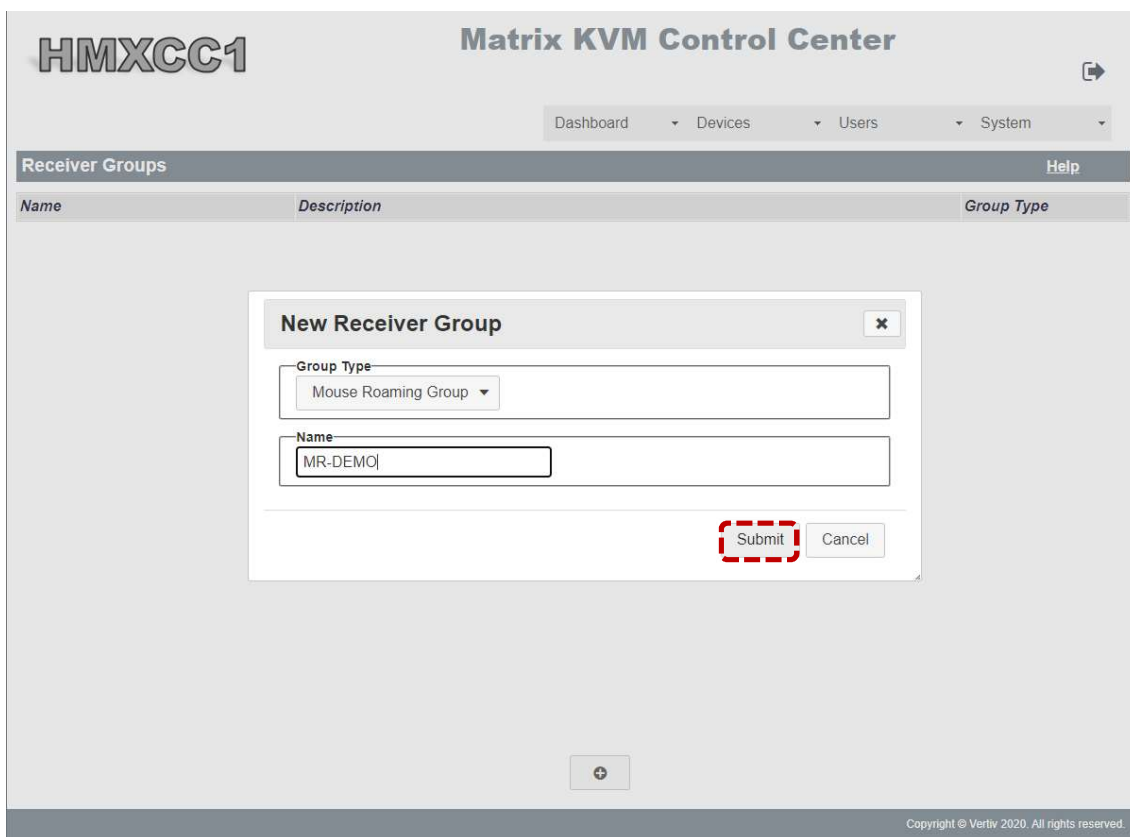 HMXCC1
Matrix KVM Control Center
Dashboard Devices Users System
Receiver Groups Help
Name Description Group Type
New Receiver Group
Group Type
Mouse Roaming Group
Name
MR-DEMO
Submit Cancel
Copyright © Vertiv 2020. All rights reserved.